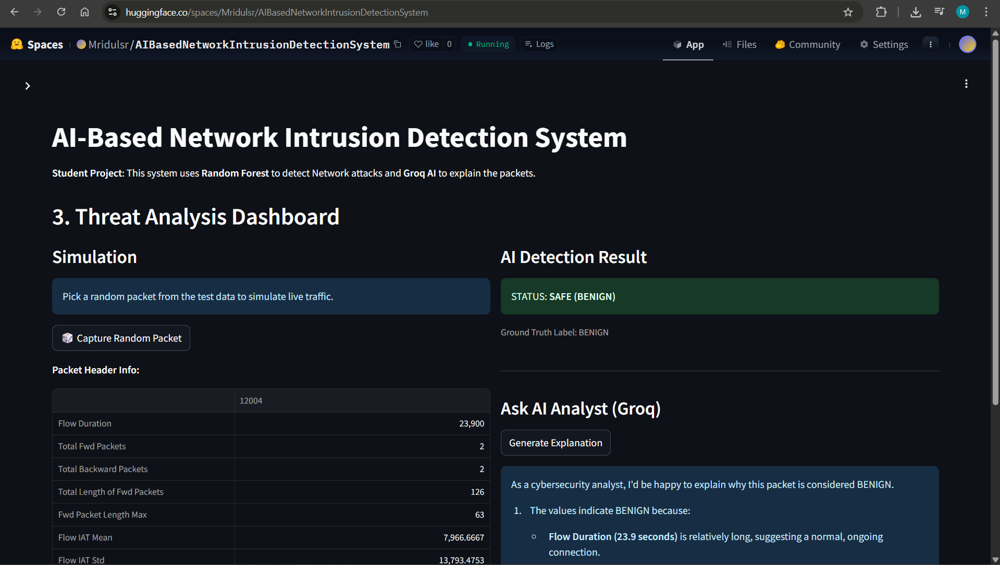 huggingface.co/spaces/Mridulsr/AIBasedNetworkIntrusionDetectionSystem
M
Spaces
Mridulsr/AIBasedNetworkIntrusionDetectionSystem
like 0
Running
Logs
App
Files
Community
Settings
AI-Based Network Intrusion Detection System
Student Project: This system uses Random Forest to detect Network attacks and Groq AI to explain the packets.
3. Threat Analysis Dashboard
Simulation
Pick a random packet from the test data to simulate live traffic.
Capture Random Packet
Packet Header Info:
12004
Flow Duration 23,900
Total Fwd Packets 2
Total Backward Packets 2
Total Length of Fwd Packets 126
Fwd Packet Length Max 63
Flow IAT Mean 7,966.6667
Flow IAT Std 13,793.4753
AI Detection Result
STATUS: SAFE (BENIGN)
Ground Truth Label: BENIGN
Ask AI Analyst (Groq)
Generate Explanation
As a cybersecurity analyst, I'd be happy to explain why this packet is considered BENIGN.
1. The values indicate BENIGN because:
Flow Duration (23.9 seconds) is relatively long, suggesting a normal, ongoing
connection.